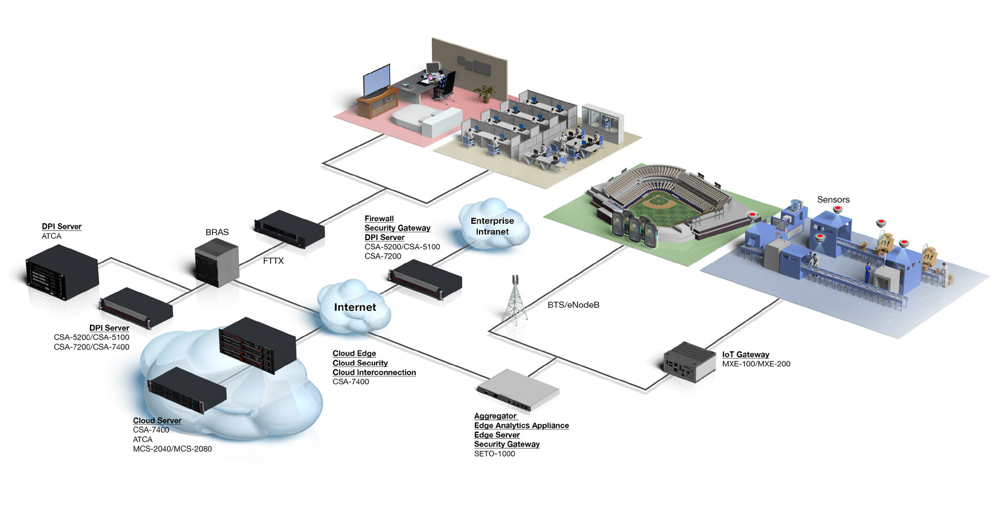 Sensors
DPI Server
ATCA
BRAS
FTTX
Firewall
Security Gateway
DPI Server
CSA-5200/CSA-5100
CSA-7200
Enterprise
Intranet
Internet
BTS/eNodeB
DPI Server
CSA-5200/CSA-5100
CSA-7200/CSA-7400
Cloud Edge
Cloud Security
Cloud Interconnection
CSA-7400
IoT Gateway
MXE-100/MXE-200
Cloud Server
CSA-7400
ATCA
MCS-2040/MCS-2080
Aggregator
Edge Analytics Appliance
Edge Server
Security Gateway
SETO-1000